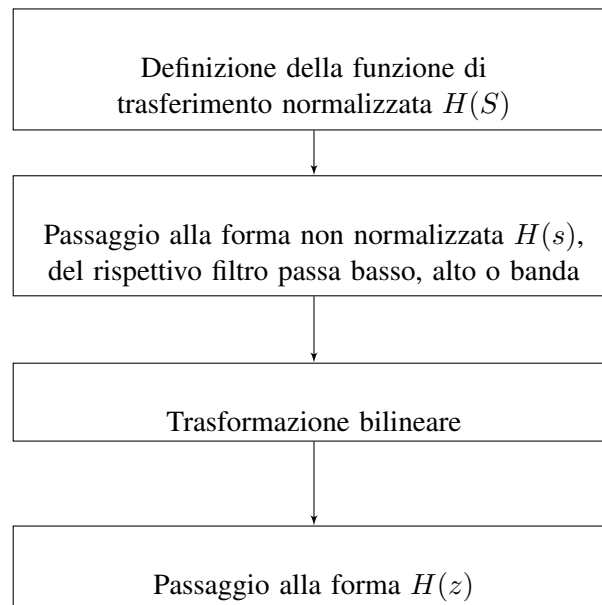 Definizione della funzione di
trasferimento normalizzata H(S)
Passaggio alla forma non normalizzata H(s),
del rispettivo filtro passa basso, alto o banda
Trasformazione bilineare
Passaggio alla forma H(z)